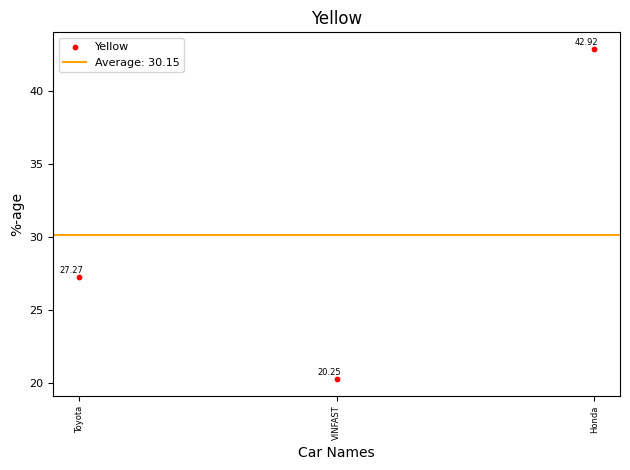 Yellow
Yellow
Average: 30.15
42.92
27.27
20.25
%-age
40
35
30
25
20
Toyota
VINFAST
Honda
Car Names